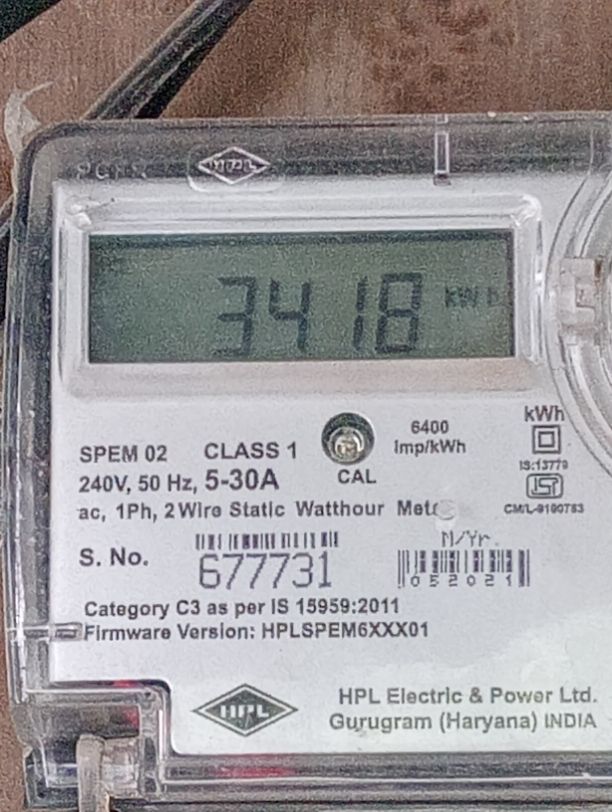 HPL
3418 kWh
SPEM 02 CLASS 1
6400
Imp/kWh
kWh
240V, 50 Hz, 5-30A
CAL
IS:13779
ISI
ac, 1Ph, 2 Wire Static Watthour Meter
CM/L-9190783
S. No.
677731
M/Yr.
052021
Category C3 as per IS 15959:2011
Firmware Version: HPLSPEM6XXX01
HPL
HPL Electric & Power Ltd.
Gurugram (Haryana) INDIA